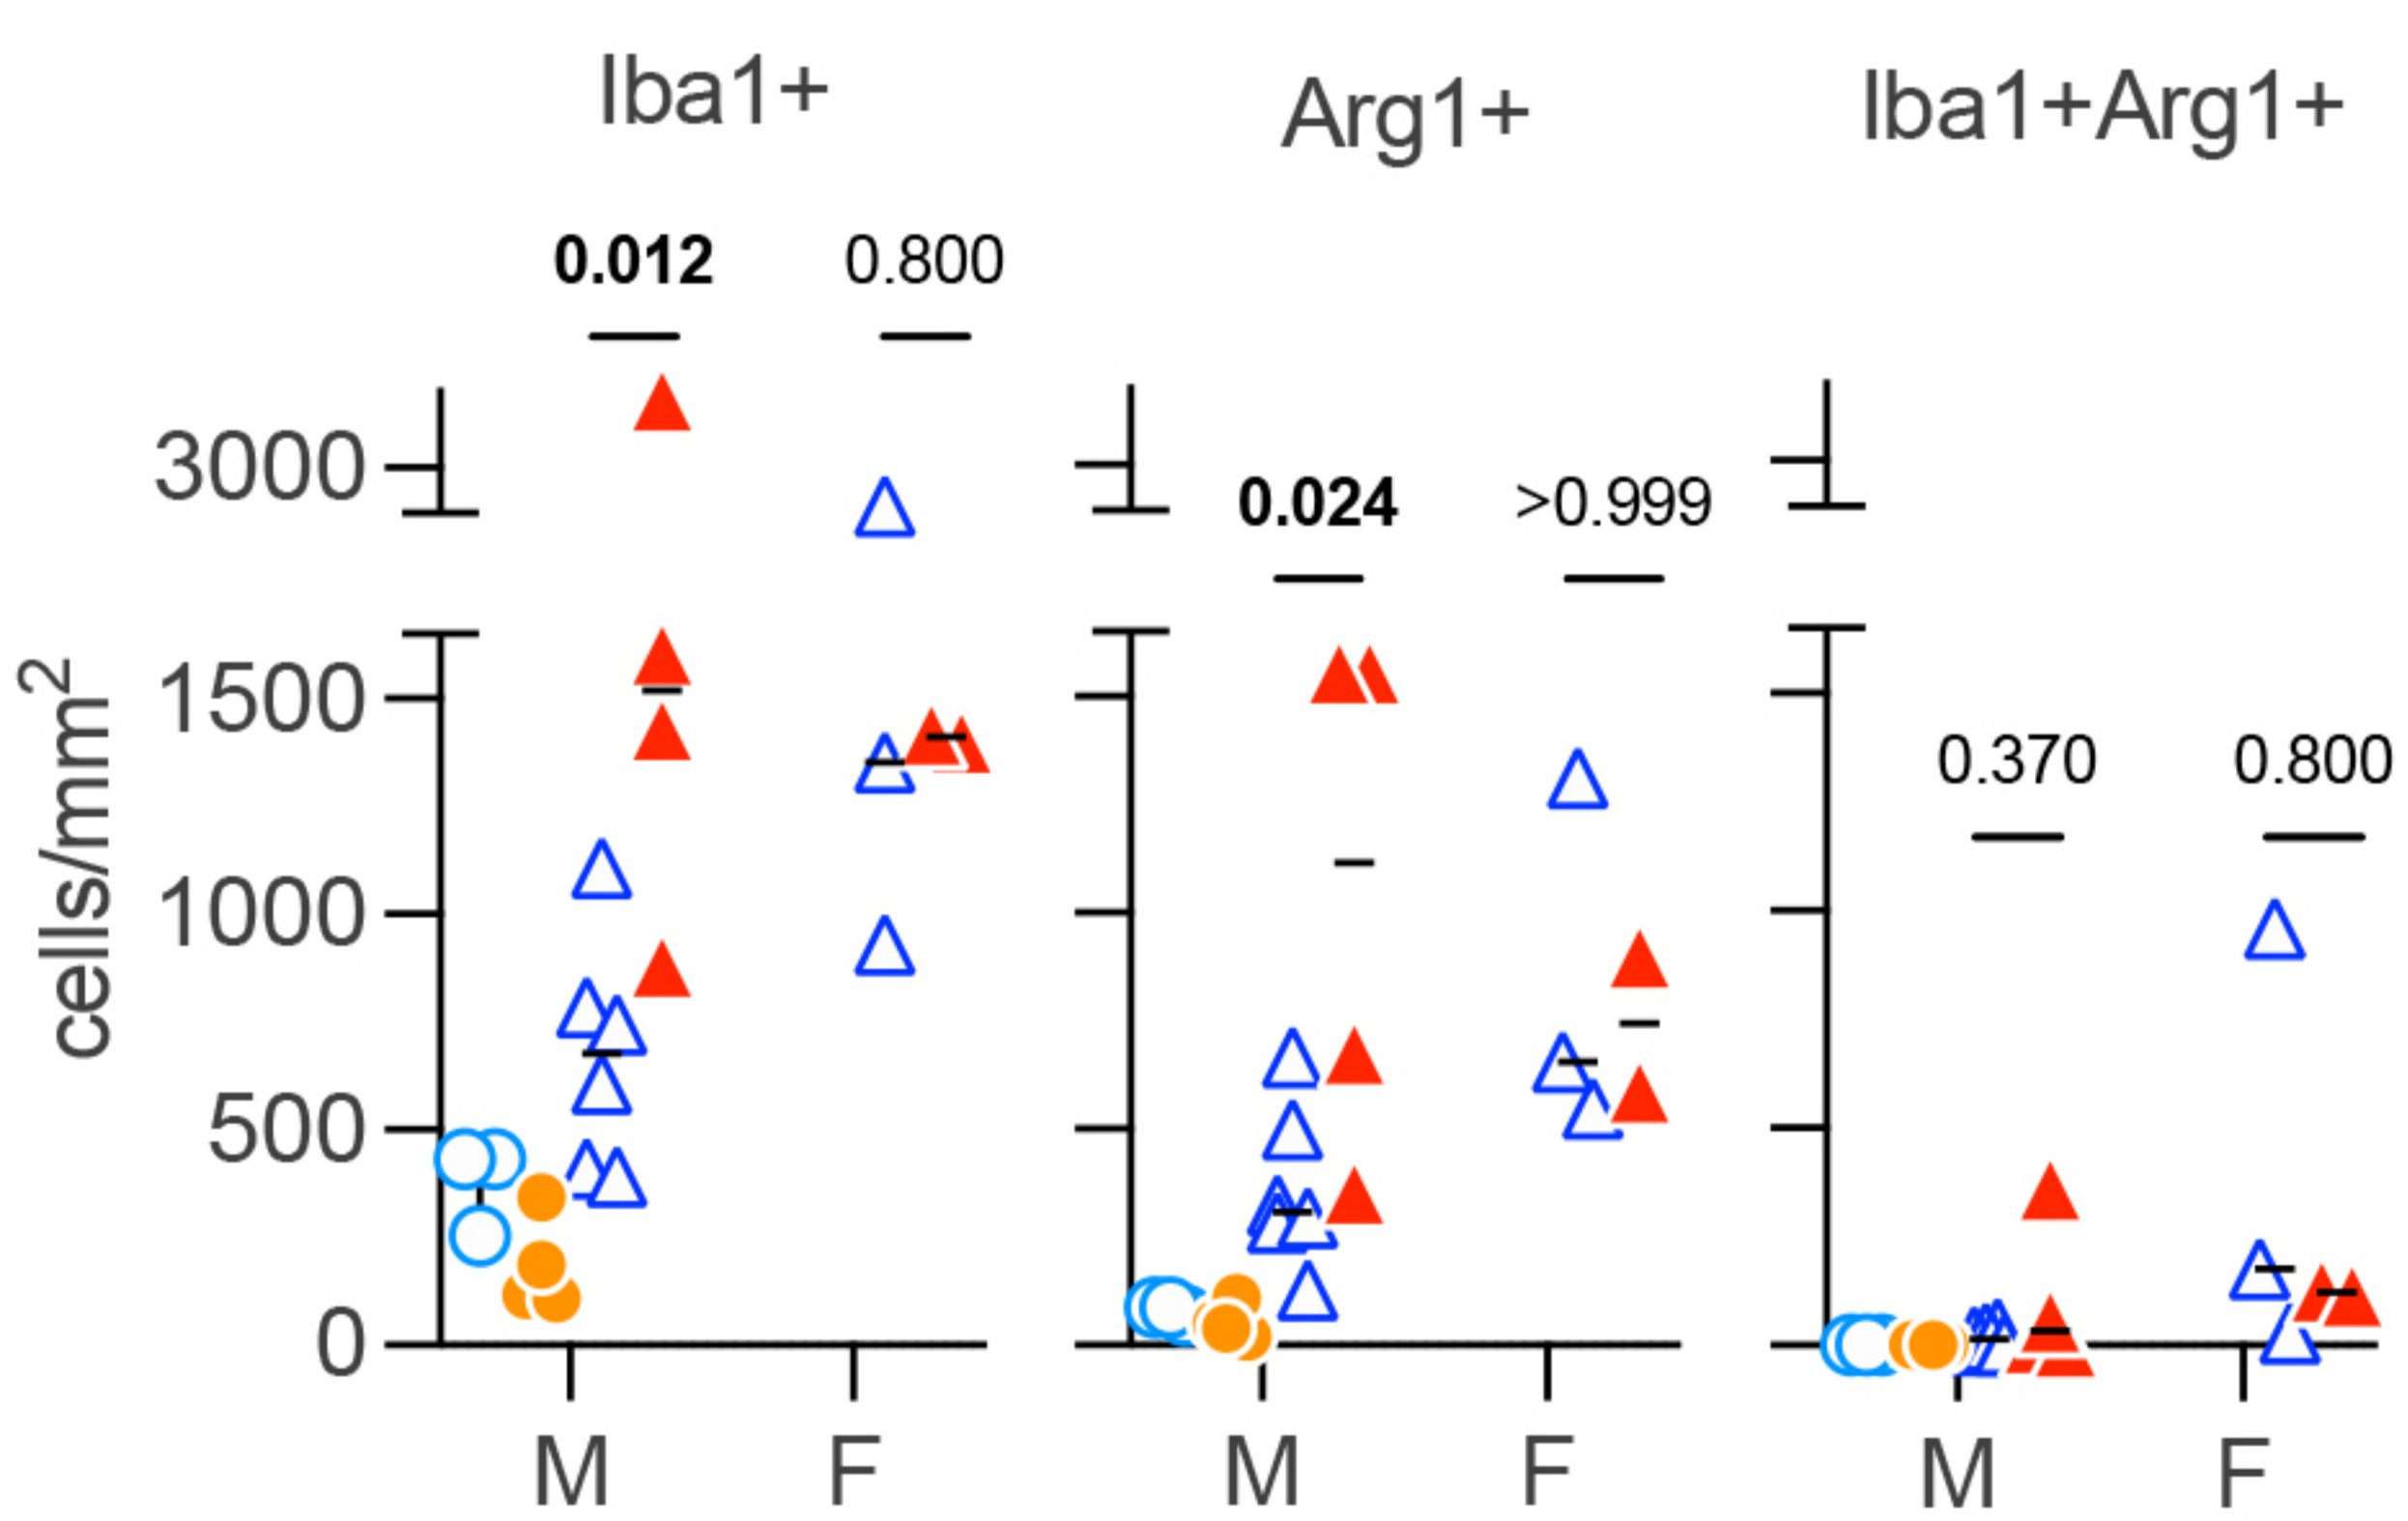 Iba1+
Arg1+
Iba1+Arg1+
0.012
0.800
0.024
>0.999
0.370
0.800
cells/mm²
3000
1500
1000
500
0
M
F
M
F
M
F